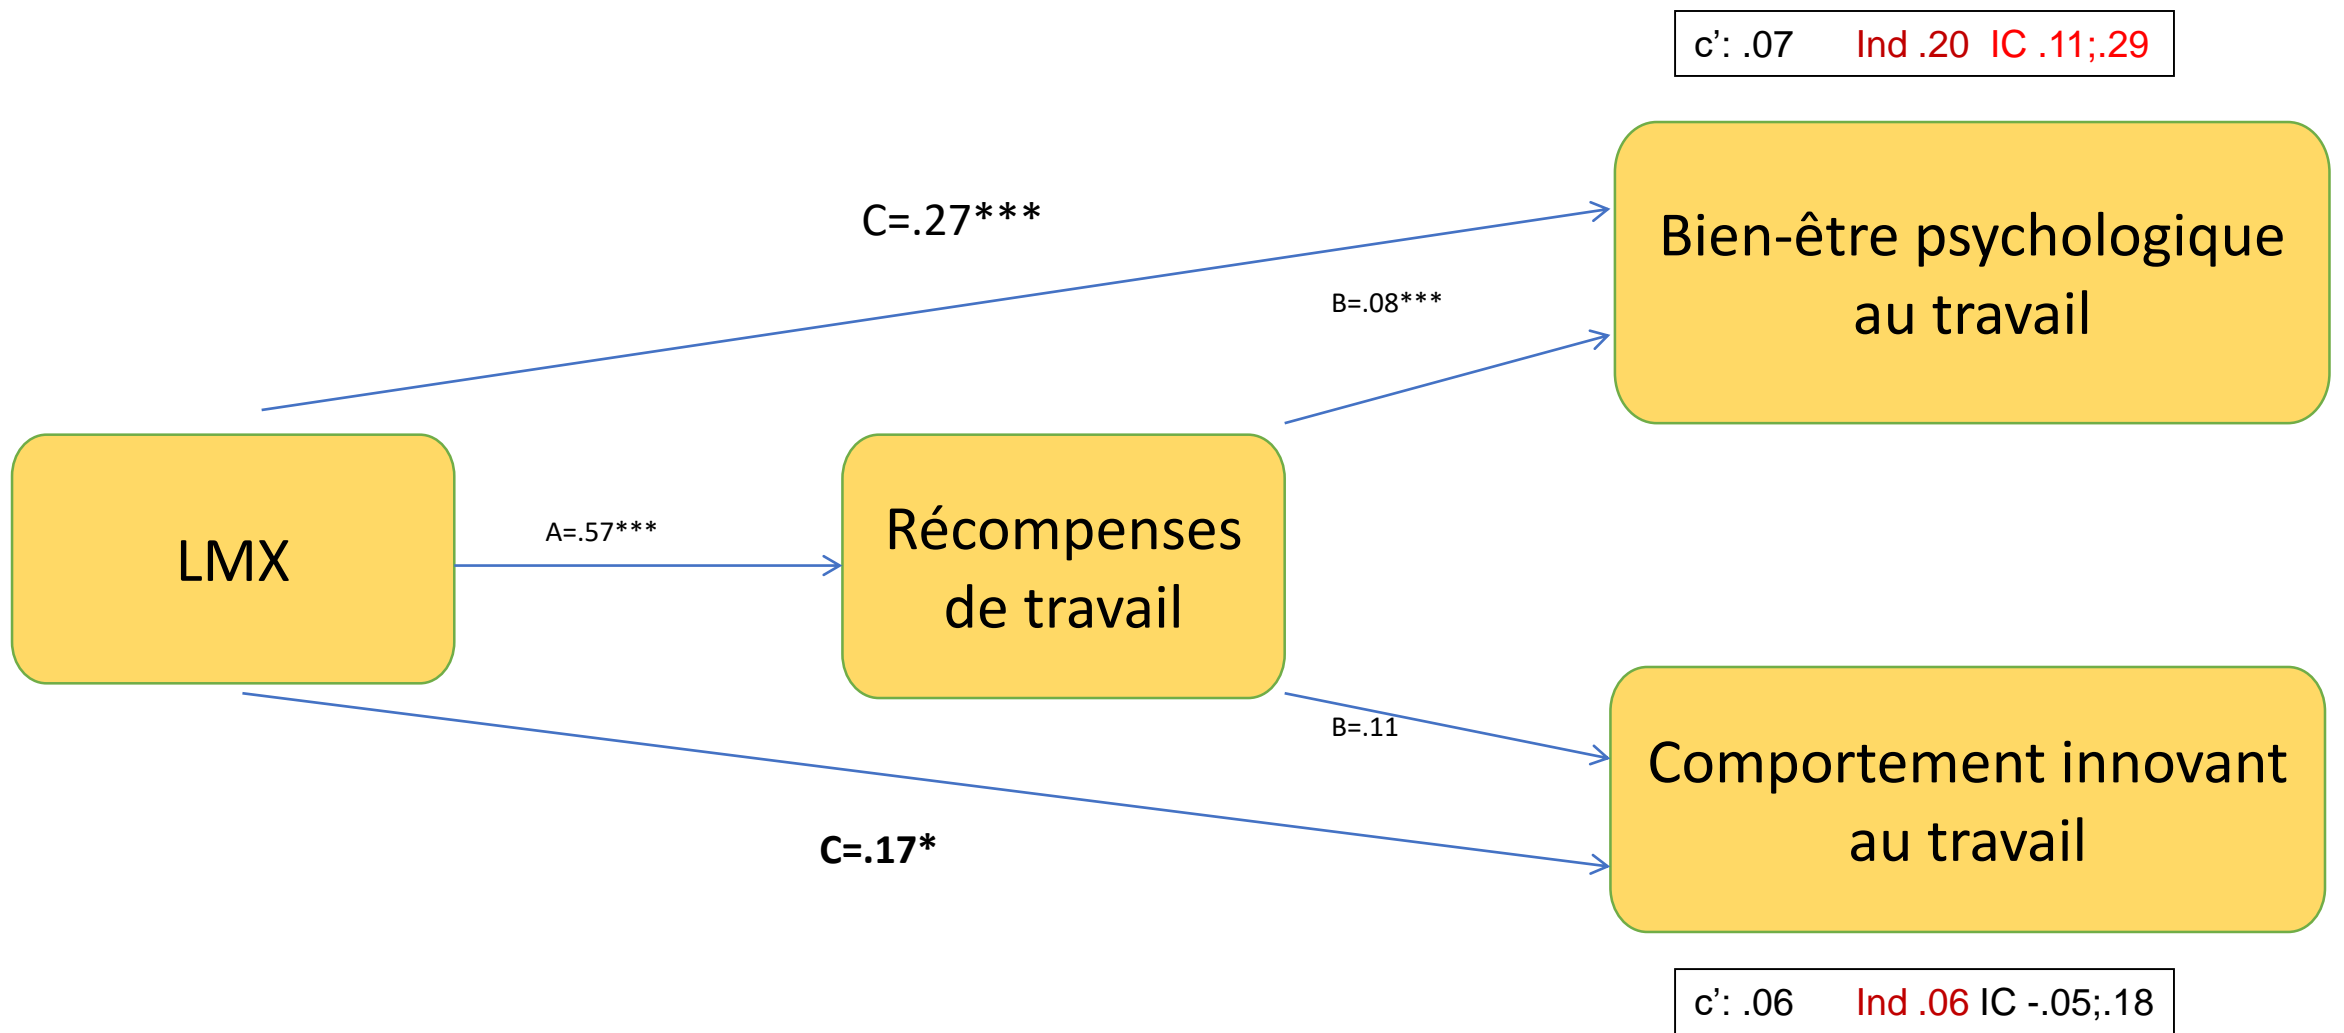 c’: .07 Ind .20 IC .11;.29
C=.27***
Bien-être psychologique
au travail
B=.08***
LMX
A=.57***
Récompenses
de travail
B=.11
Comportement innovant
au travail
C=.17*
c’: .06 Ind .06 IC -.05;.18